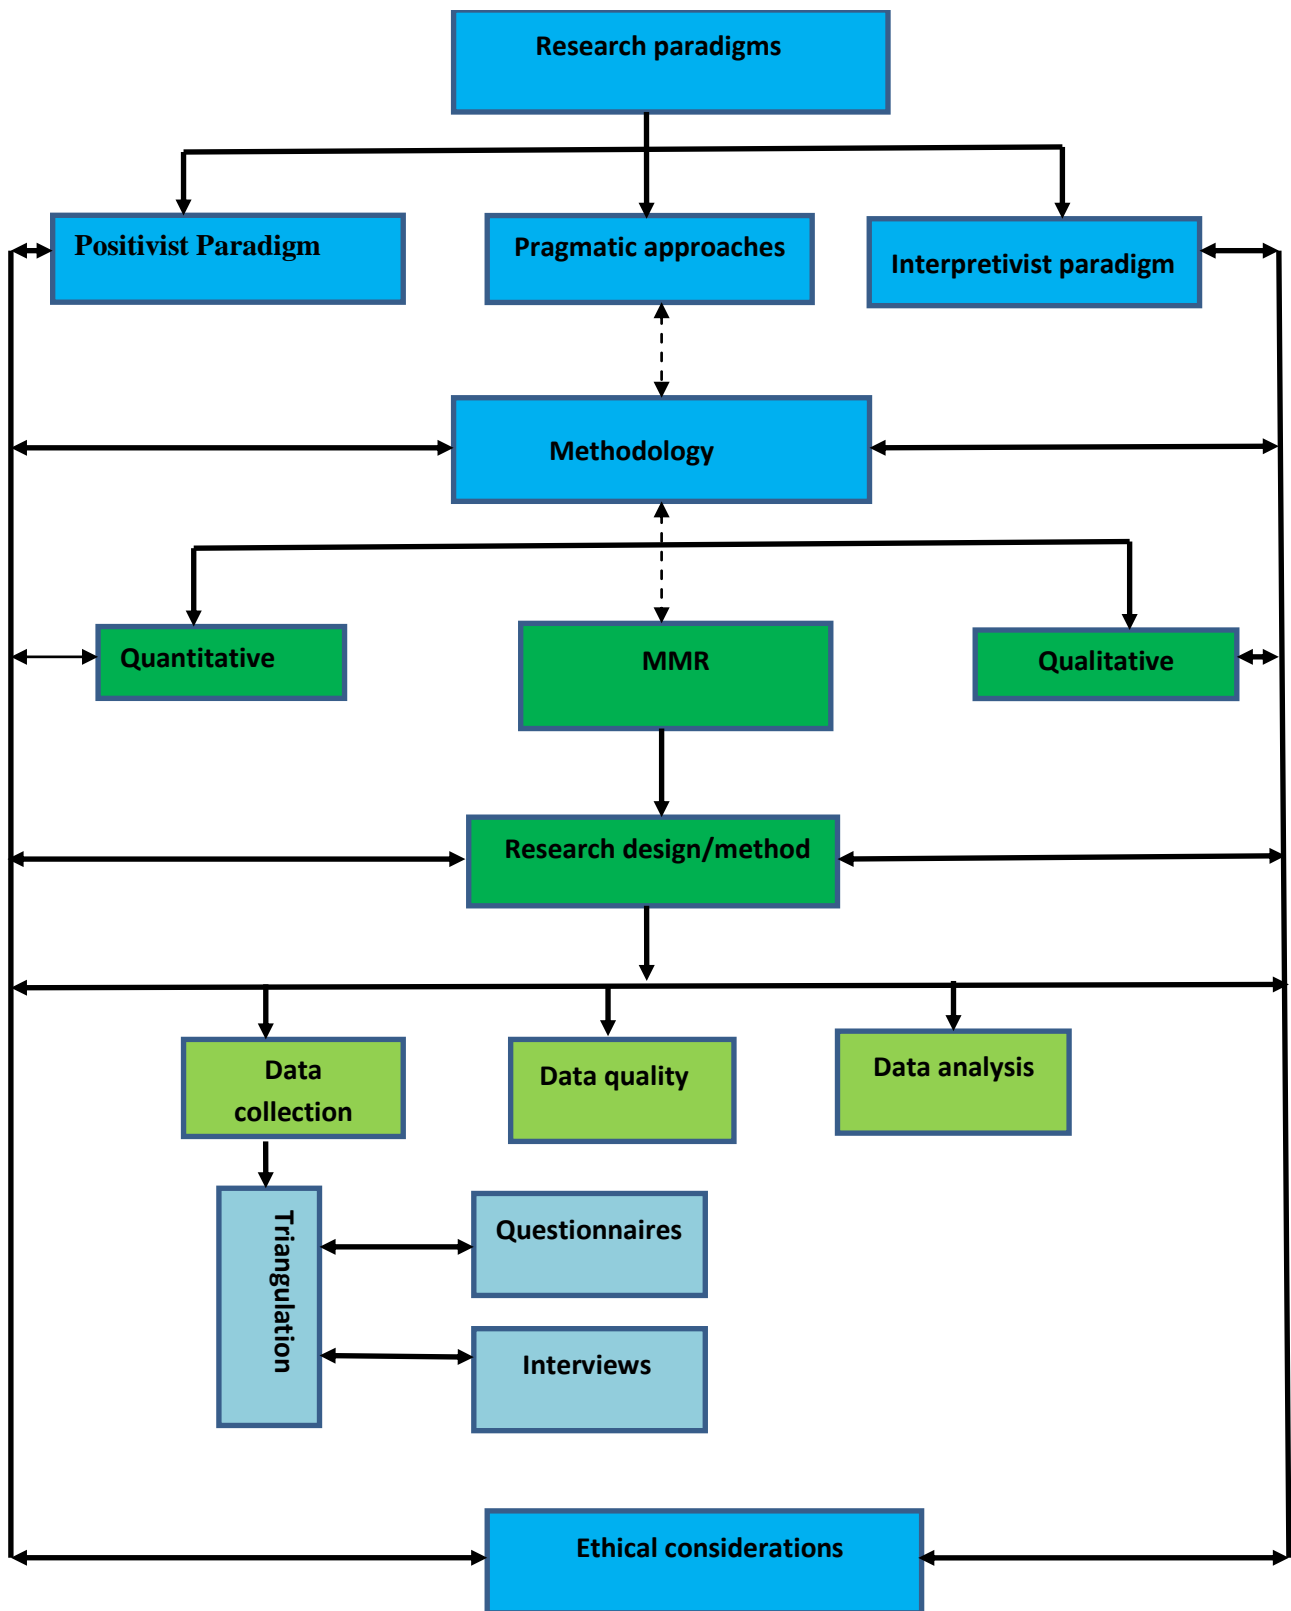 Research paradigms
Positivist Paradigm
Pragmatic approaches
Interpretivist paradigm
Methodology
Quantitative
MMR
Qualitative
Research design/method
Data
collection
Data quality
Data analysis
Triangulation
Questionnaires
Interviews
Ethical considerations